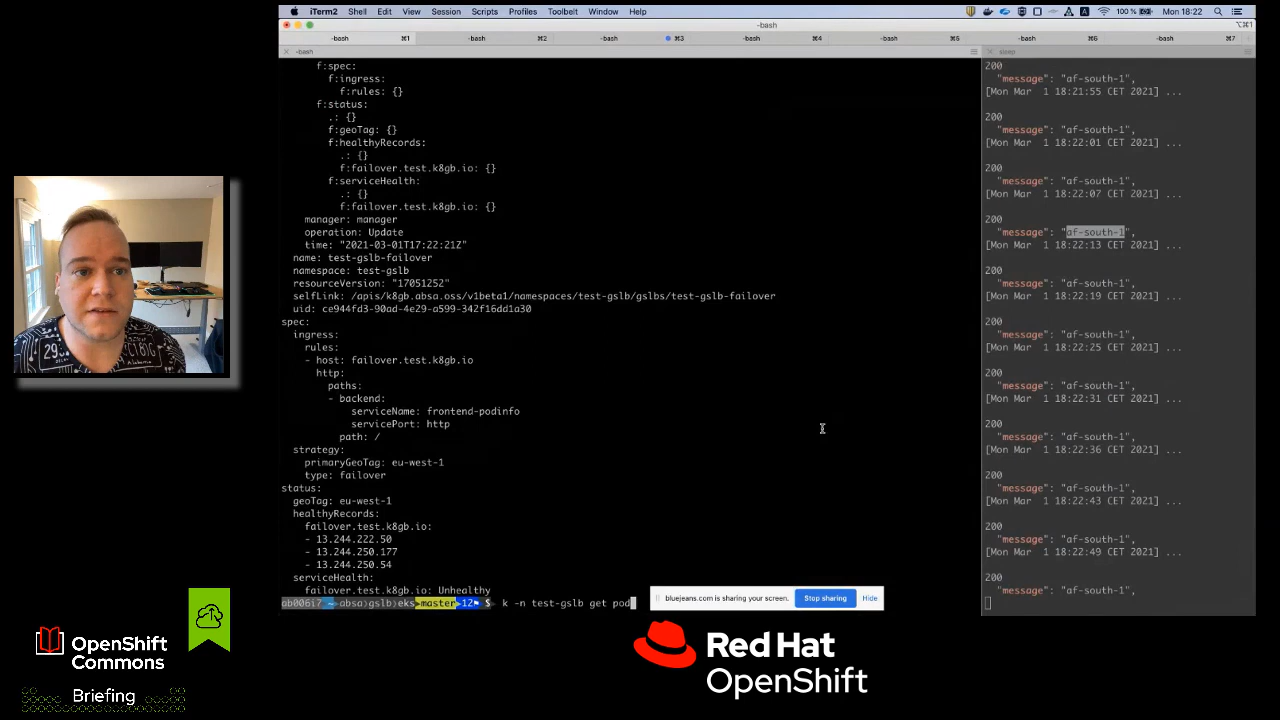 iTerm2 Shell Edit View Session Scripts Profiles Toolbelt Window Help
100 % Mon 18:22
-bash
⌥⌘1
-bash ⌘1 -bash ⌘2 -bash ⌘3 ⌘4 -bash ⌘5 ⌘6 -bash ⌘7
-bash
f:spec:
f:ingress:
f:rules: {}
f:status:
.: {}
f:geoTag: {}
f:healthyRecords:
.: {}
f:failover.test.k8gb.io: {}
f:serviceHealth:
.: {}
f:failover.test.k8gb.io: {}
manager: manager
operation: Update
time: "2021-03-01T17:22:21Z"
name: test-gslb-failover
namespace: test-gslb
resourceVersion: "17051252"
selfLink: /apis/k8gb.absa.oss/v1beta1/namespaces/test-gslb/gslbs/test-gslb-failover
uid: ce944fd3-90ad-4e29-a599-342f16dd1a30
spec:
ingress:
rules:
- host: failover.test.k8gb.io
http:
paths:
- backend:
serviceName: frontend-podinfo
servicePort: http
path: /
strategy:
primaryGeoTag: eu-west-1
type: failover
status:
geoTag: eu-west-1
healthyRecords:
failover.test.k8gb.io:
- 13.244.222.50
- 13.244.250.177
- 13.244.250.54
serviceHealth:
failover.test.k8gb.io: Unhealthy
ab006i7 ~ absa gslb eks master 12 $ k -n test-gslb get pod
200
"message": "af-south-1",
[Mon Mar 1 18:21:55 CET 2021] ...
200
"message": "af-south-1",
[Mon Mar 1 18:22:01 CET 2021] ...
200
"message": "af-south-1",
[Mon Mar 1 18:22:07 CET 2021] ...
200
"message": "af-south-1",
[Mon Mar 1 18:22:13 CET 2021] ...
200
"message": "af-south-1",
[Mon Mar 1 18:22:19 CET 2021] ...
200
"message": "af-south-1",
[Mon Mar 1 18:22:25 CET 2021] ...
200
"message": "af-south-1",
[Mon Mar 1 18:22:31 CET 2021] ...
200
"message": "af-south-1",
[Mon Mar 1 18:22:36 CET 2021] ...
200
"message": "af-south-1",
[Mon Mar 1 18:22:43 CET 2021] ...
200
"message": "af-south-1",
[Mon Mar 1 18:22:49 CET 2021] ...
200
"message": "af-south-1",
bluejeans.com is sharing your screen. Stop sharing Hide
OpenShift
Commons
Briefing
Red Hat
OpenShift